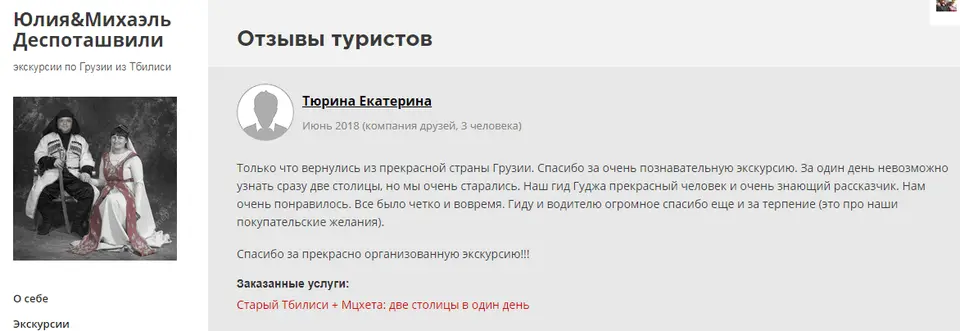 Юлия&Михаэль
Деспоташвили
экскурсии по Грузии из Тбилиси
О себе
Экскурсии
Отзывы туристов
Тюрина Екатерина
Июнь 2018 (компания друзей, 3 человека)
Только что вернулись из прекрасной страны Грузии. Спасибо за очень познавательную экскурсию. За один день невозможно
узнать сразу две столицы, но мы очень старались. Наш гид Гуджа прекрасный человек и очень знающий рассказчик. Нам
очень понравилось. Все было четко и вовремя. Гиду и водителю огромное спасибо еще и за терпение (это про наши
покупательские желания).
Спасибо за прекрасно организованную экскурсию!!!
Заказанные услуги:
Старый Тбилиси + Мцхета: две столицы в один день